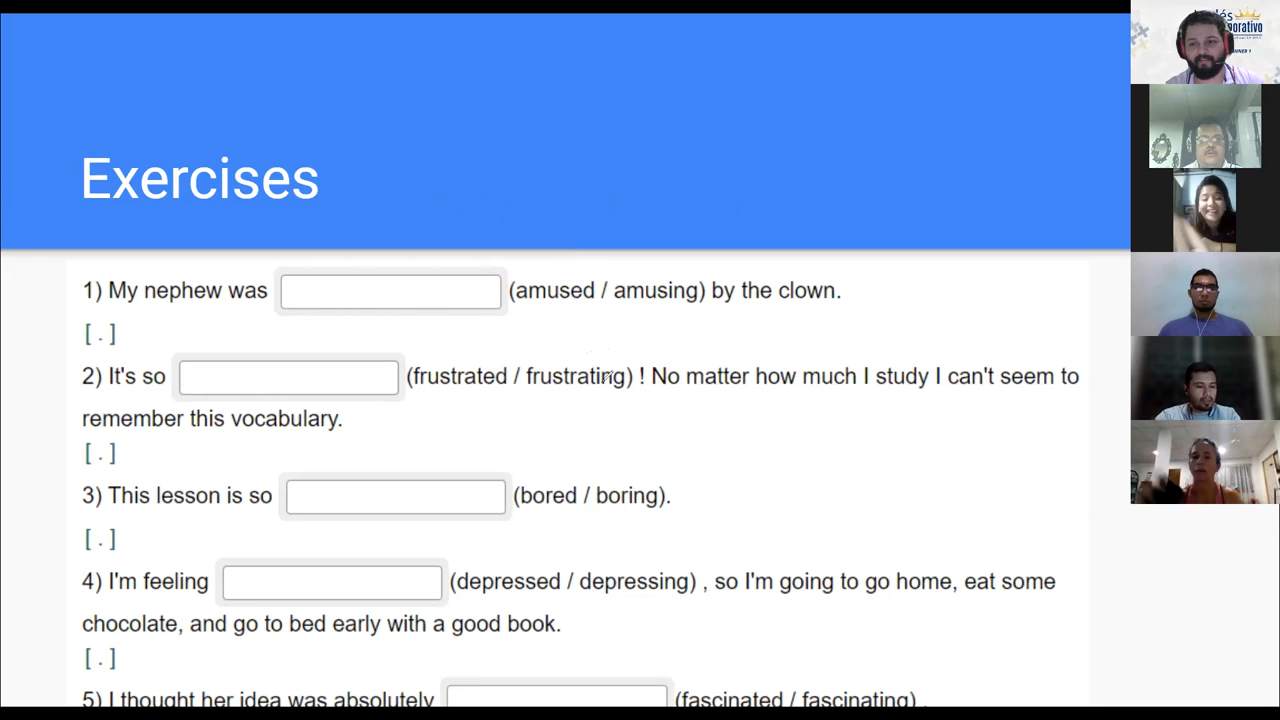 Exercises
1) My nephew was (amused / amusing) by the clown.
[ . ]
2) It's so (frustrated / frustrating) ! No matter how much I study I can't seem to
remember this vocabulary.
[ . ]
3) This lesson is so (bored / boring).
[ . ]
4) I'm feeling (depressed / depressing) , so I'm going to go home, eat some
chocolate, and go to bed early with a good book.
[ . ]
5) I thought her idea was absolutely (fascinated / fascinating) .